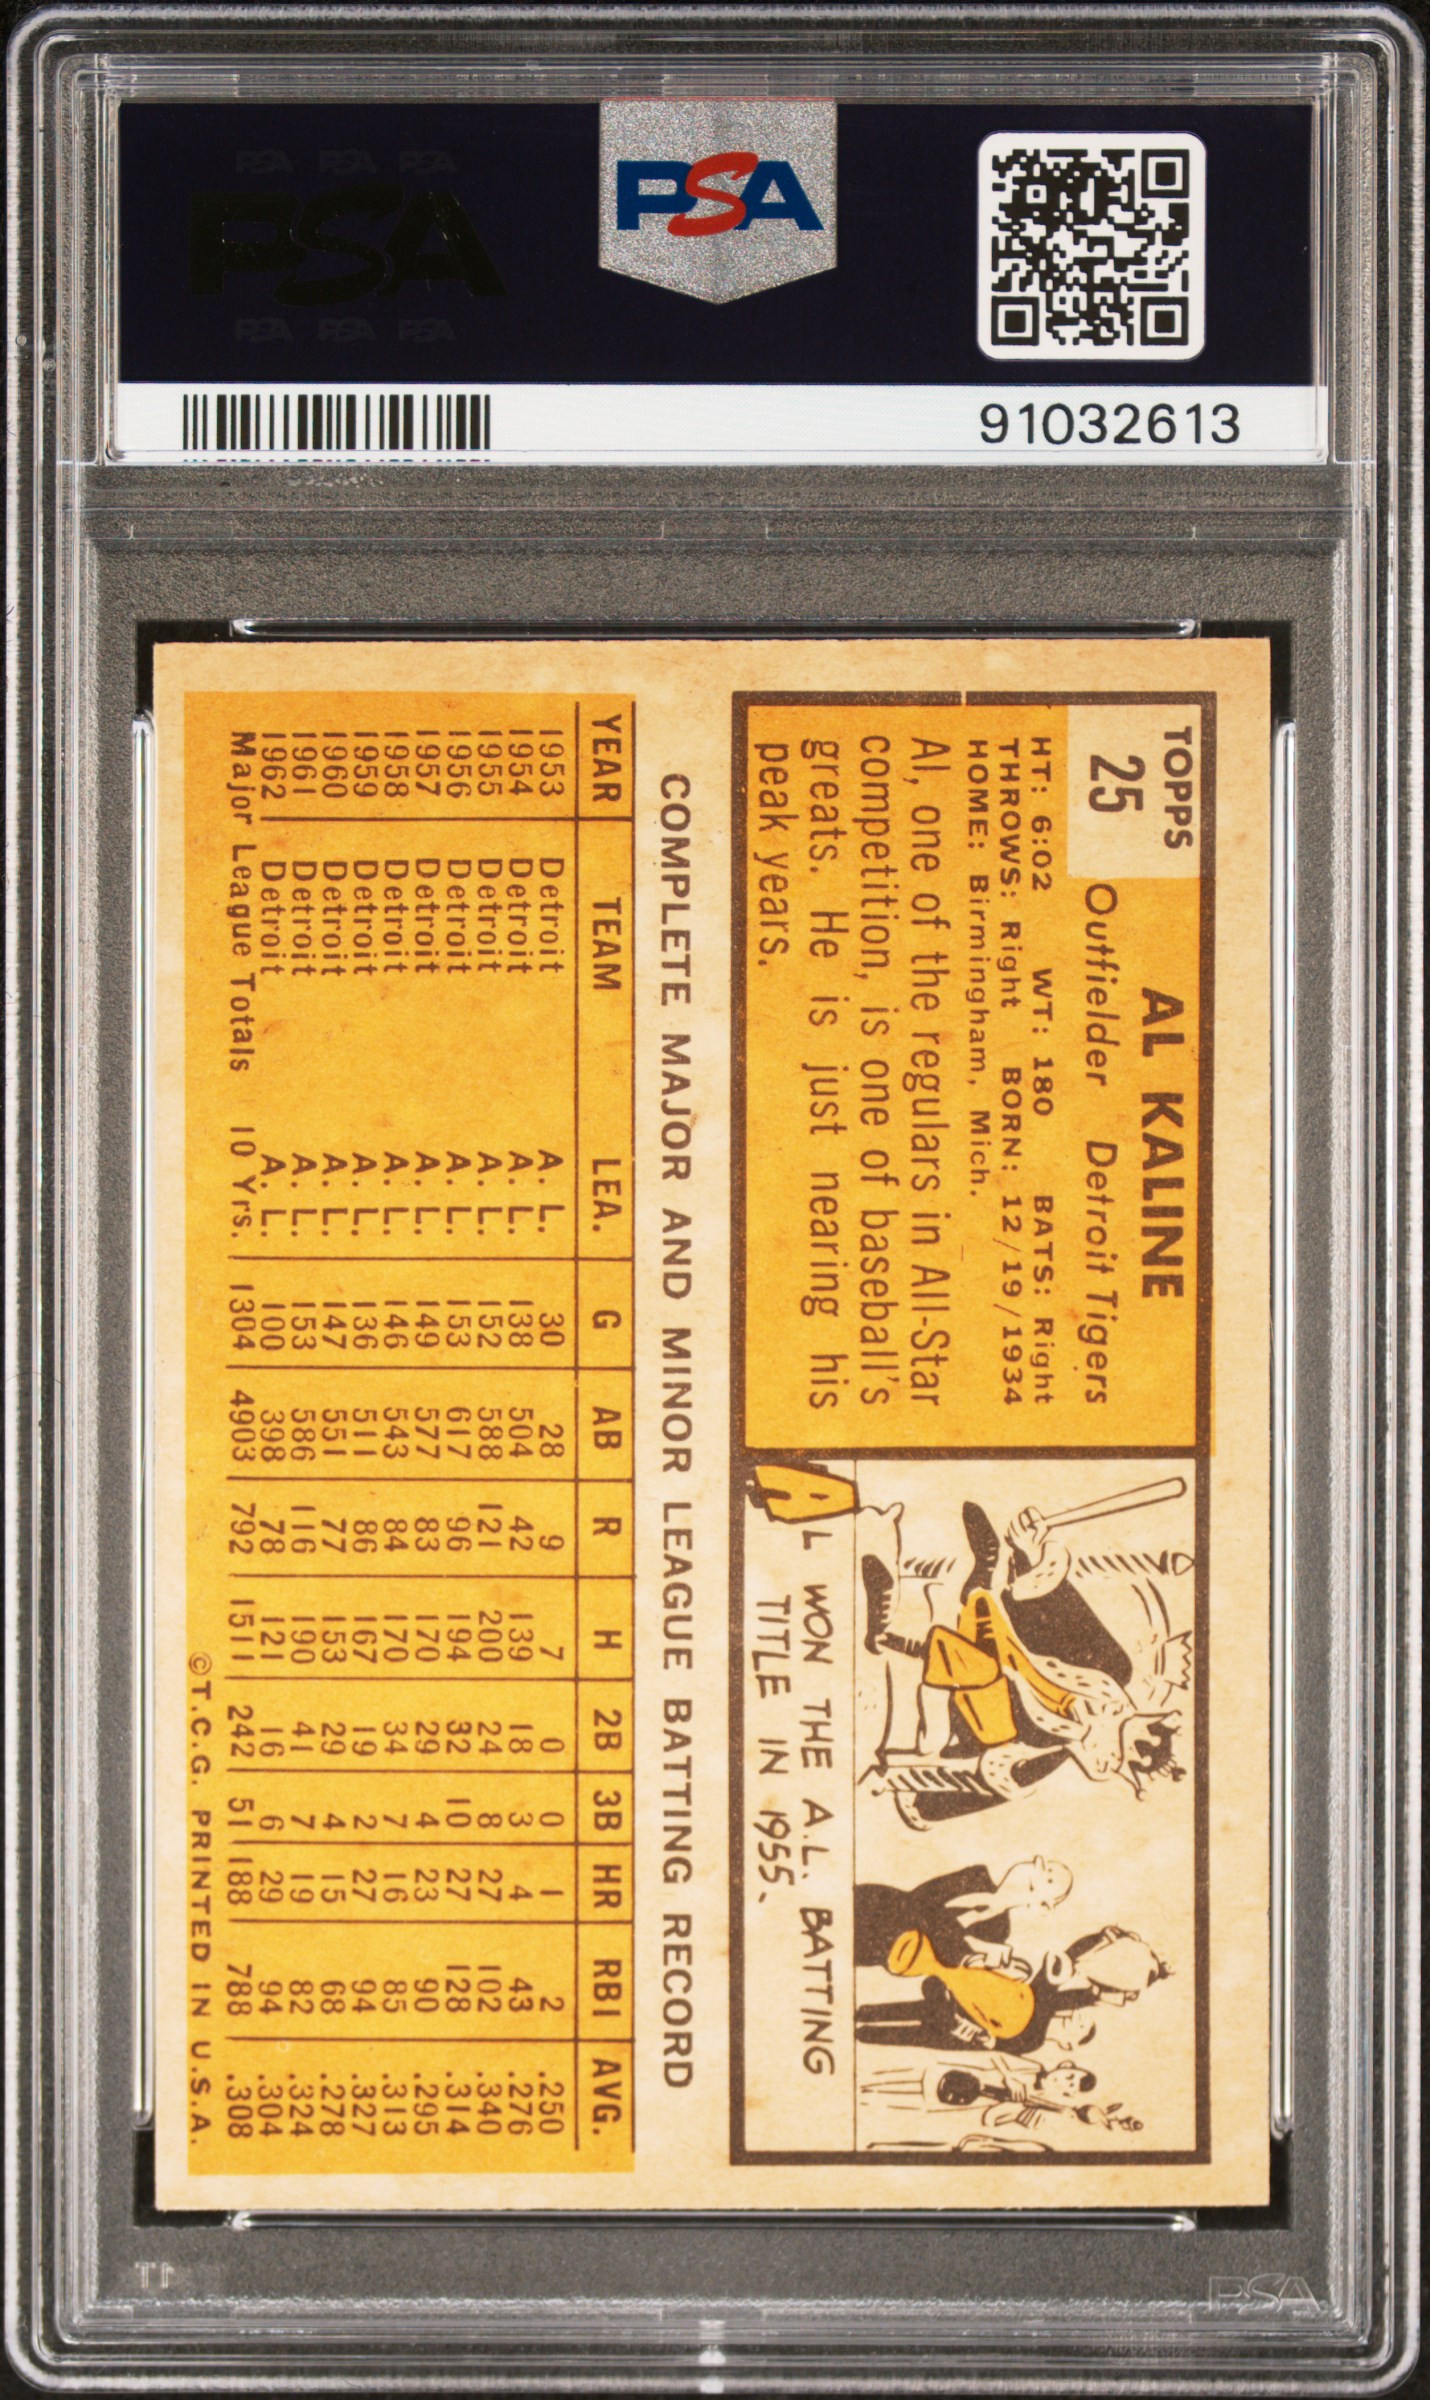 PSA PSA PSA
PSA
PSA PSA PSA
PSA
91032613
TOPPS
25
AL KALINE
Outfielder Detroit Tigers
HT: 6:02 WT: 180 BATS: Right
THROWS: Right BORN: 12/19/1934
HOME: Birmingham, Mich.
Al, one of the regulars in All-Star
competition, is one of baseball's
greats. He is just nearing his
peak years.
AL WON THE A.L. BATTING
TITLE IN 1955.
COMPLETE MAJOR AND MINOR LEAGUE BATTING RECORD
YEAR TEAM LEA. G AB R H 2B 3B HR RBI AVG.
1953 Detroit A. L. 30 28 9 7 0 0 1 2 .250
1954 Detroit A. L. 138 504 42 139 18 3 4 43 .276
1955 Detroit A. L. 152 588 121 200 24 8 27 102 .340
1956 Detroit A. L. 153 617 96 194 32 10 27 128 .314
1957 Detroit A. L. 149 577 83 170 29 4 23 90 .295
1958 Detroit A. L. 146 543 84 170 34 7 16 85 .313
1959 Detroit A. L. 136 511 86 167 19 2 27 94 .327
1960 Detroit A. L. 147 551 77 153 29 4 15 68 .278
1961 Detroit A. L. 153 586 116 190 41 7 19 82 .324
1962 Detroit A. L. 100 398 78 121 16 6 29 94 .304
Major League Totals 10 Yrs. 1304 4903 792 1511 242 51 188 788 .308
©T.C.G. PRINTED IN U.S.A.
PSA